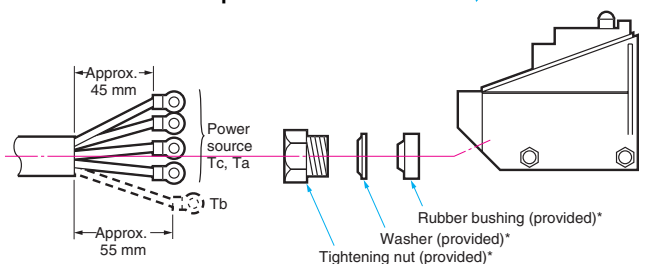 Approx.
45 mm
Power
source
Tc, Ta
Tb
Approx.
55 mm
Rubber bushing (provided)*
Washer (provided)*
Tightening nut (provided)*